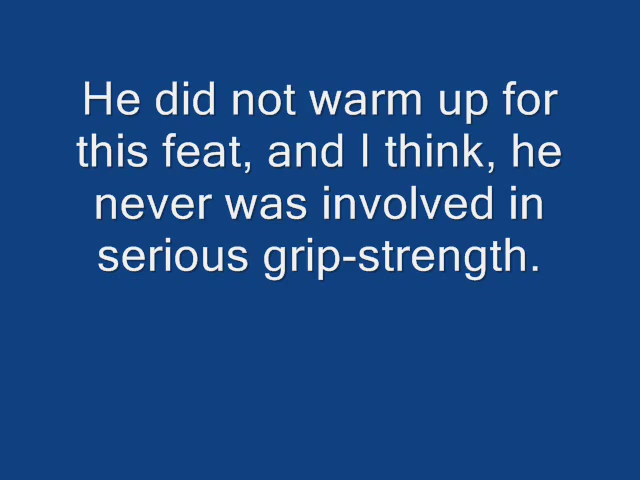 He did not warm up for
this feat, and I think, he
never was involved in
serious grip-strength.